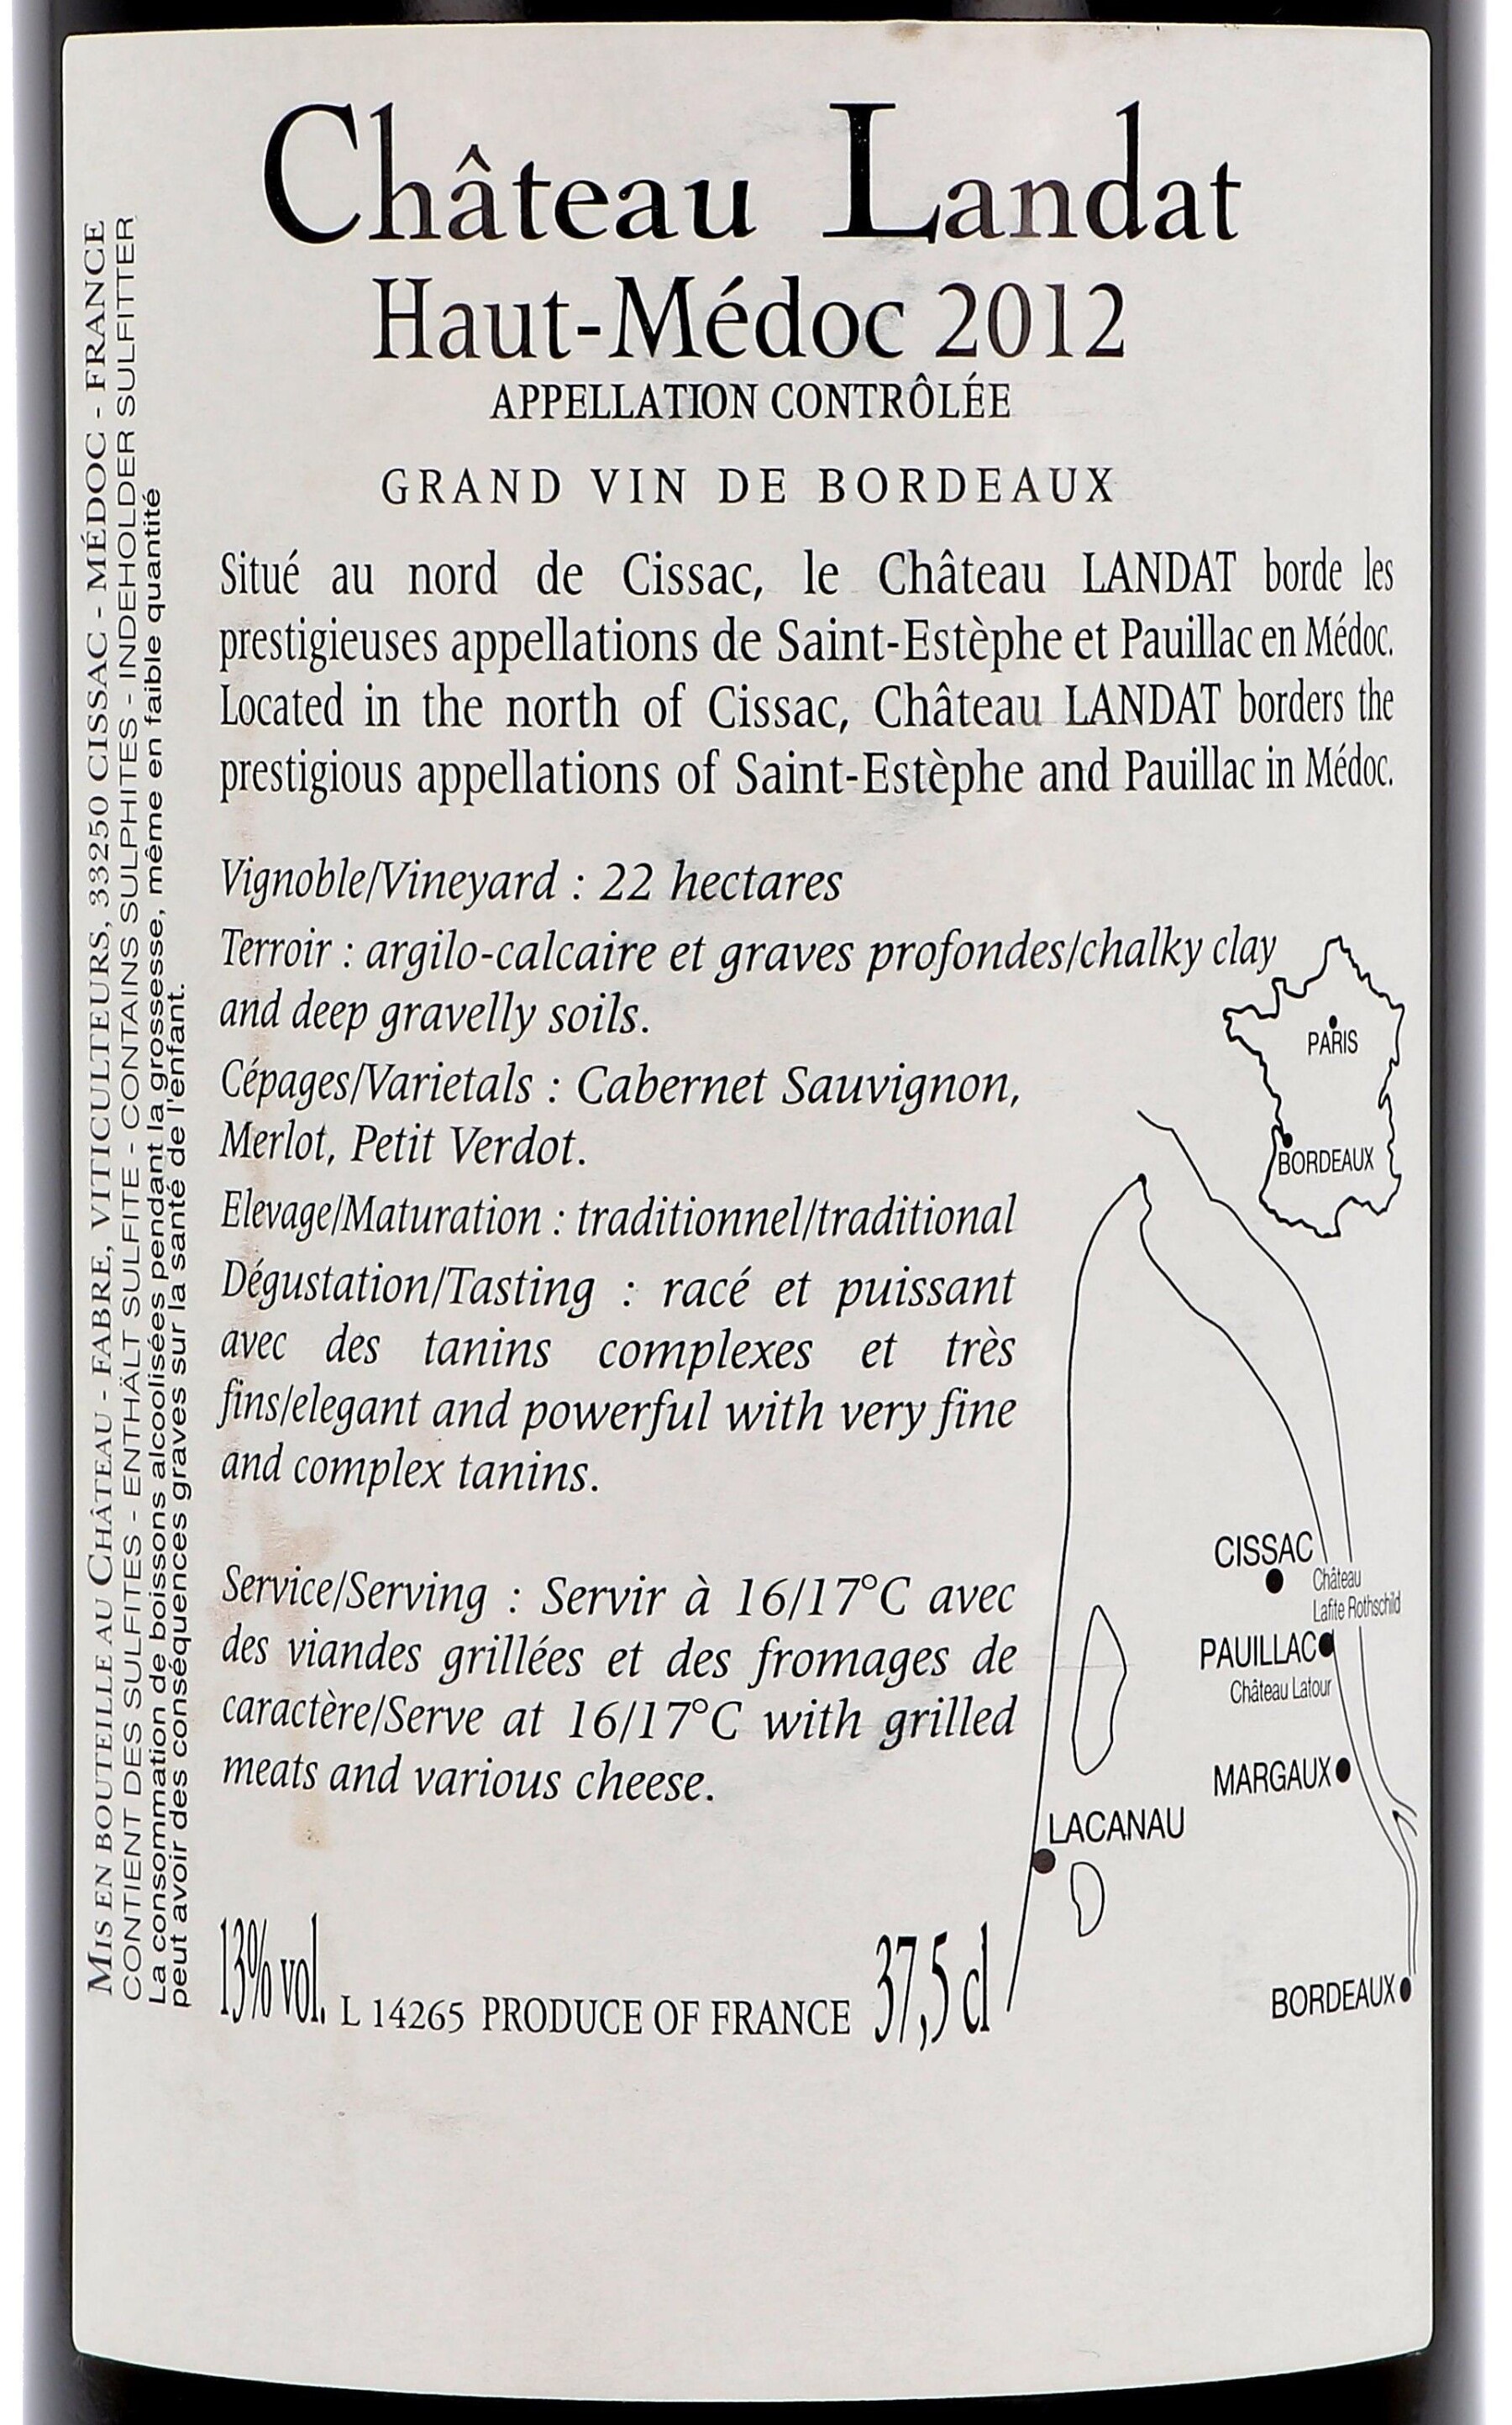 Château Landat
Haut-Médoc 2012
APPELLATION CONTRÔLÉE
GRAND VIN DE BORDEAUX
Situé au nord de Cissac, le Château LANDAT borde les
prestigieuses appellations de Saint-Estèphe et Pauillac en Médoc.
Located in the north of Cissac, Château LANDAT borders the
prestigious appellations of Saint-Estèphe and Pauillac in Médoc.
Vignoble/Vineyard : 22 hectares
Terroir : argilo-calcaire et graves profondes/chalky clay
and deep gravelly soils.
Cépages/Varietals : Cabernet Sauvignon,
Merlot, Petit Verdot.
Elevage/Maturation : traditionnel/traditional
Dégustation/Tasting : racé et puissant
avec des tanins complexes et très
fins/elegant and powerful with very fine
and complex tanins.
Service/Serving : Servir à 16/17°C avec
des viandes grillées et des fromages de
caractère/Serve at 16/17°C with grilled
meats and various cheese.
13% vol. L 14265 PRODUCE OF FRANCE 37,5 cl
PARIS
BORDEAUX
CISSAC
Château
Lafite Rothschild
PAUILLAC
Château Latour
MARGAUX
LACANAU
BORDEAUX
MIS EN BOUTEILLE AU CHÂTEAU - FABRE, VITICULTEURS, 33250 CISSAC - MÉDOC - FRANCE
CONTIENT DES SULFITES - ENTHÄLT SULFITE - CONTAINS SULPHITES - INDEHOLDER SULFITTER
La consommation de boissons alcoolisées pendant la grossesse, même en faible quantité
peut avoir des conséquences graves sur la santé de l'enfant.